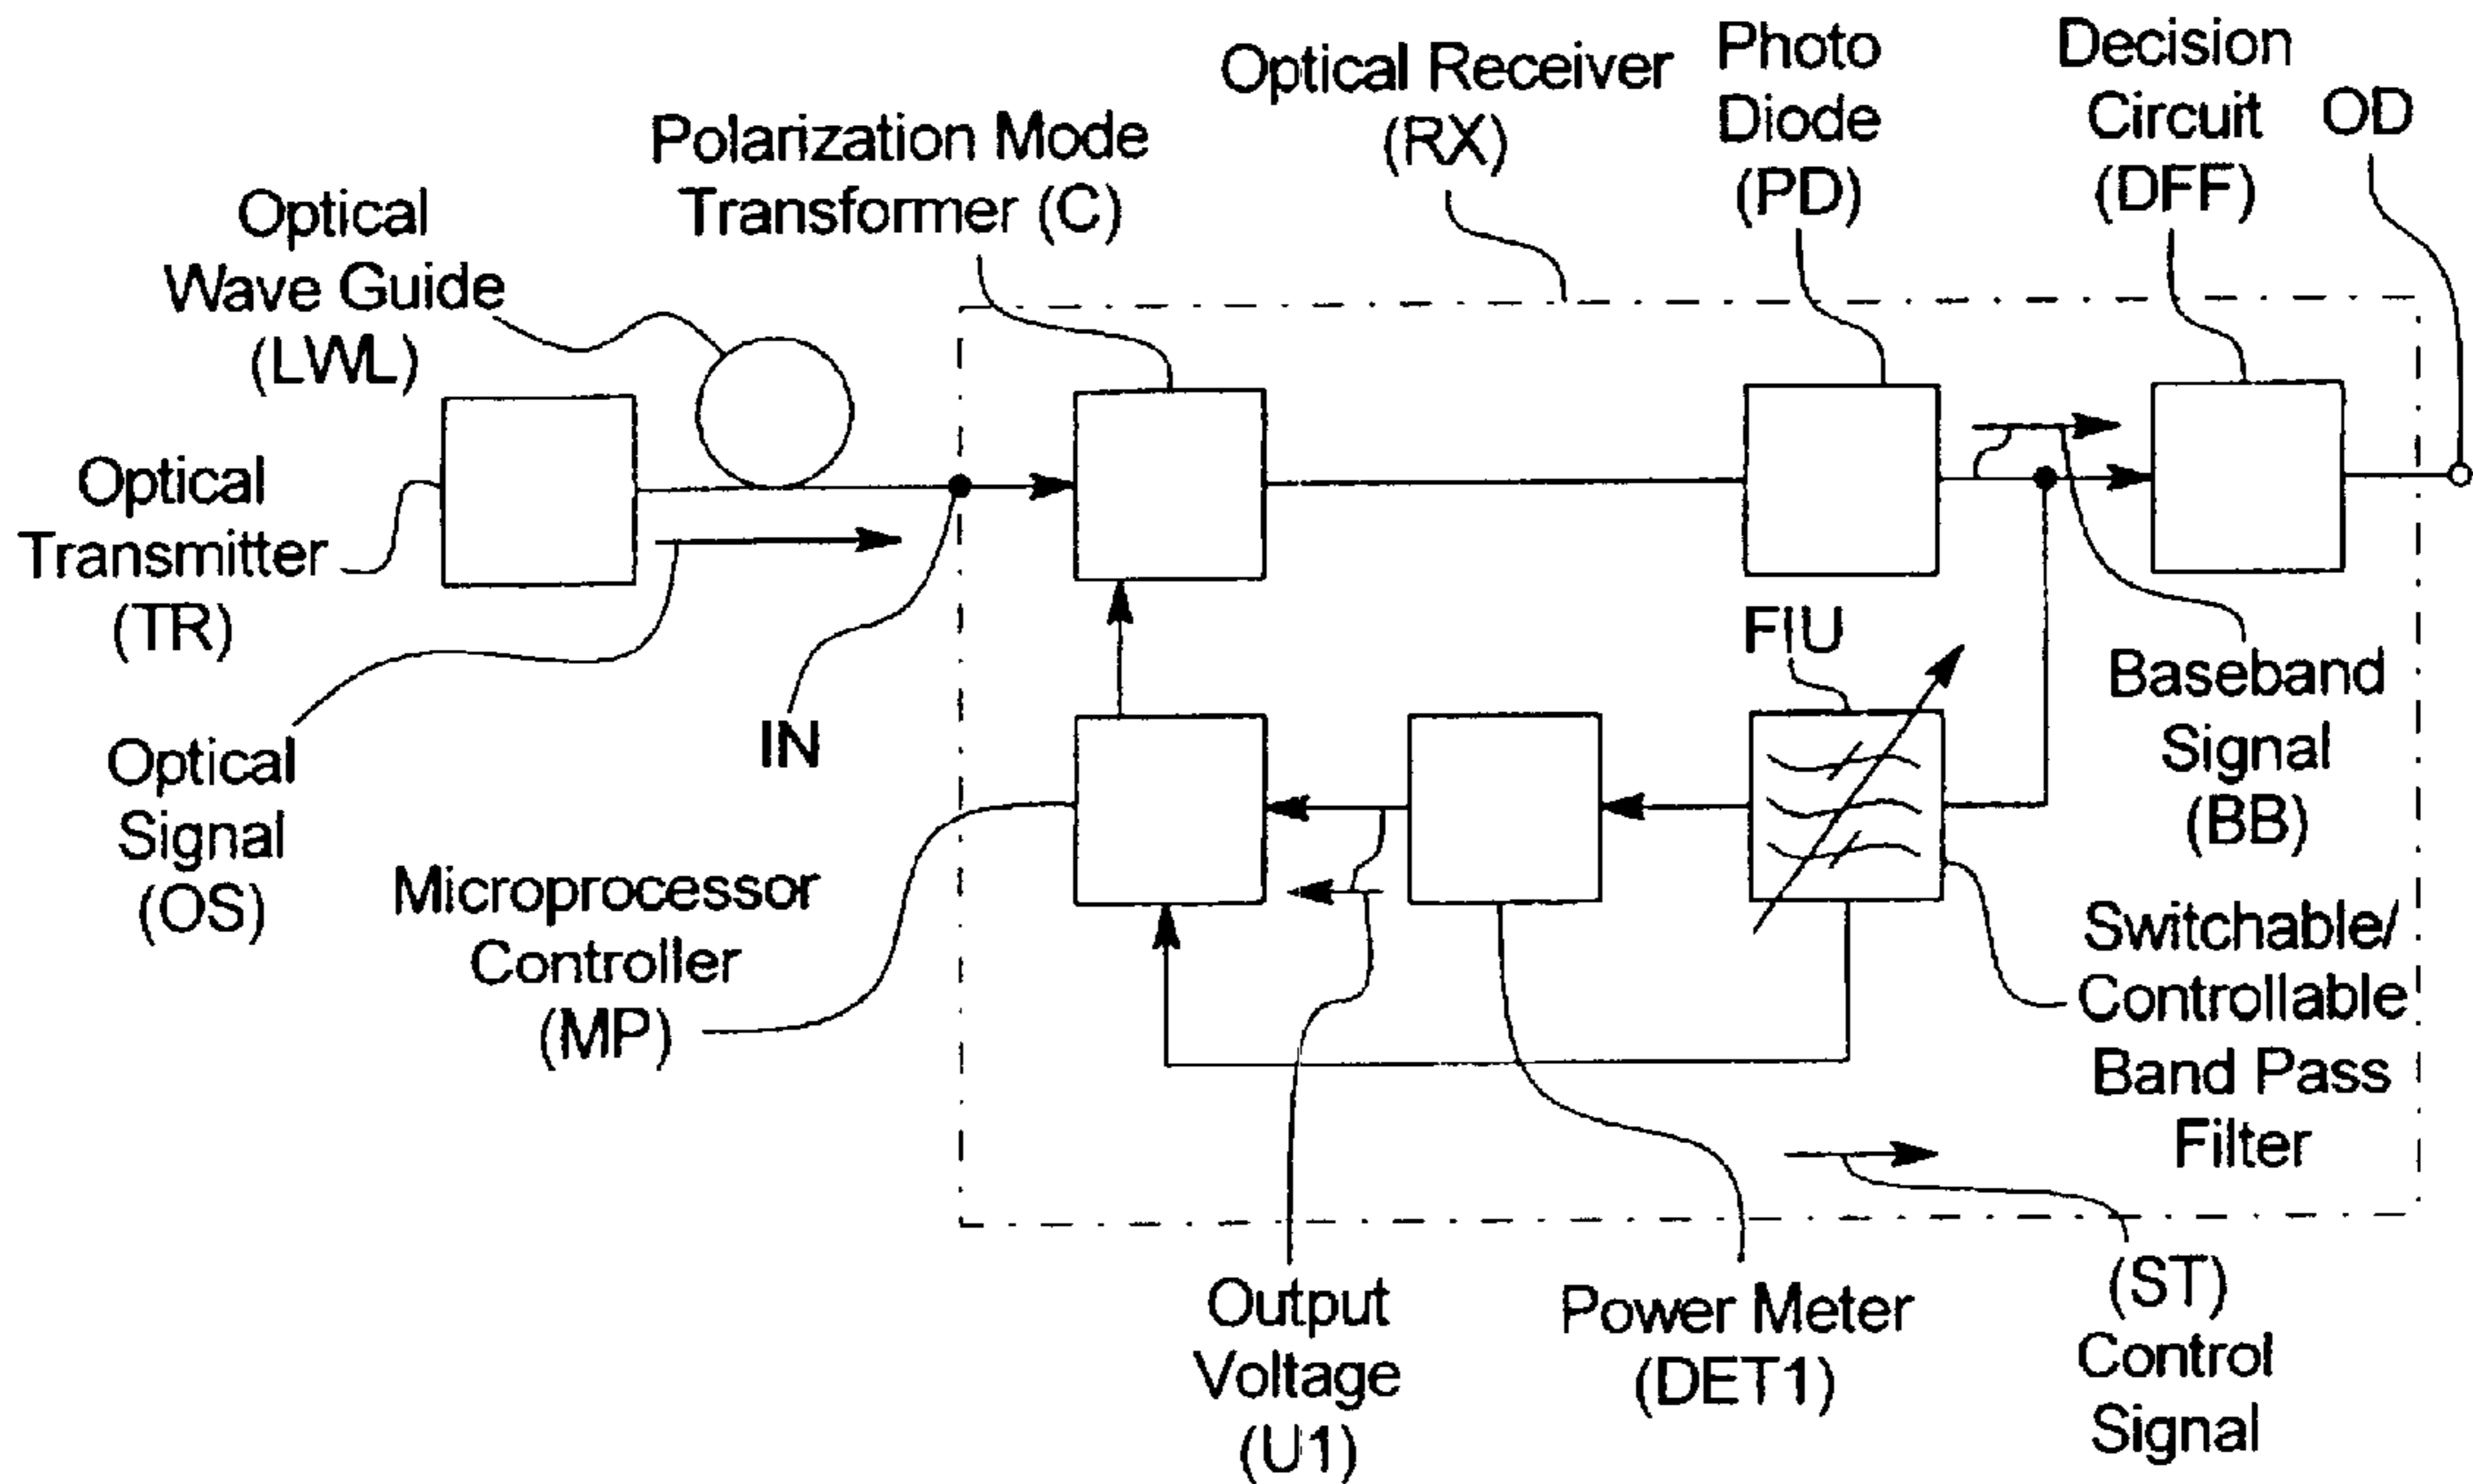 Optical Receiver
(RX)
Photo
Diode
(PD)
Decision
Circuit
(DFF)
OD
Polarization Mode
Transformer (C)
Optical
Wave Guide
(LWL)
Optical
Transmitter
(TR)
Optical
Signal
(OS)
IN
FIU
Baseband
Signal
(BB)
Microprocessor
Controller
(MP)
Switchable/
Controllable
Band Pass
Filter
Output
Voltage
(U1)
Power Meter
(DET1)
(ST)
Control
Signal